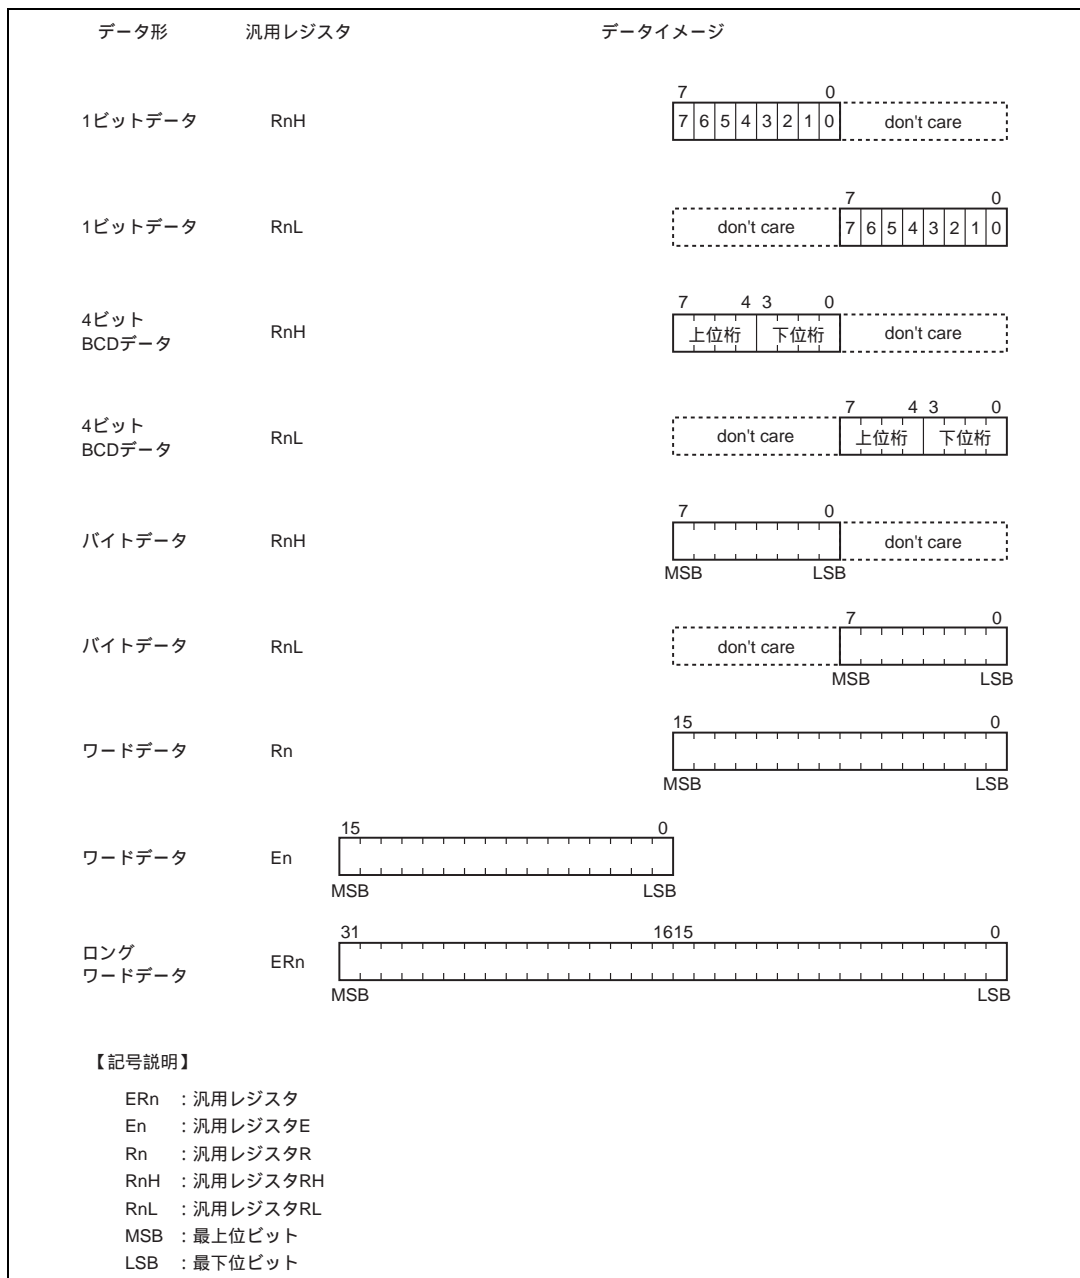 データ形 汎用レジスタ データイメージ
7 0
1ビットデータ RnH 7 6 5 4 3 2 1 0 don't care
7 0
1ビットデータ RnL don't care 7 6 5 4 3 2 1 0
7 4 3 0
4ビット
BCDデータ RnH 上位桁 下位桁 don't care
7 4 3 0
4ビット
BCDデータ RnL don't care 上位桁 下位桁
7 0
バイトデータ RnH don't care
MSB LSB
7 0
バイトデータ RnL don't care
MSB LSB
15 0
ワードデータ Rn
MSB LSB
15 0
ワードデータ En
MSB LSB
31 1615 0
ロング
ワードデータ ERn
MSB LSB
【記号説明】
ERn :汎用レジスタ
En :汎用レジスタE
Rn :汎用レジスタR
RnH :汎用レジスタRH
RnL :汎用レジスタRL
MSB :最上位ビット
LSB :最下位ビット